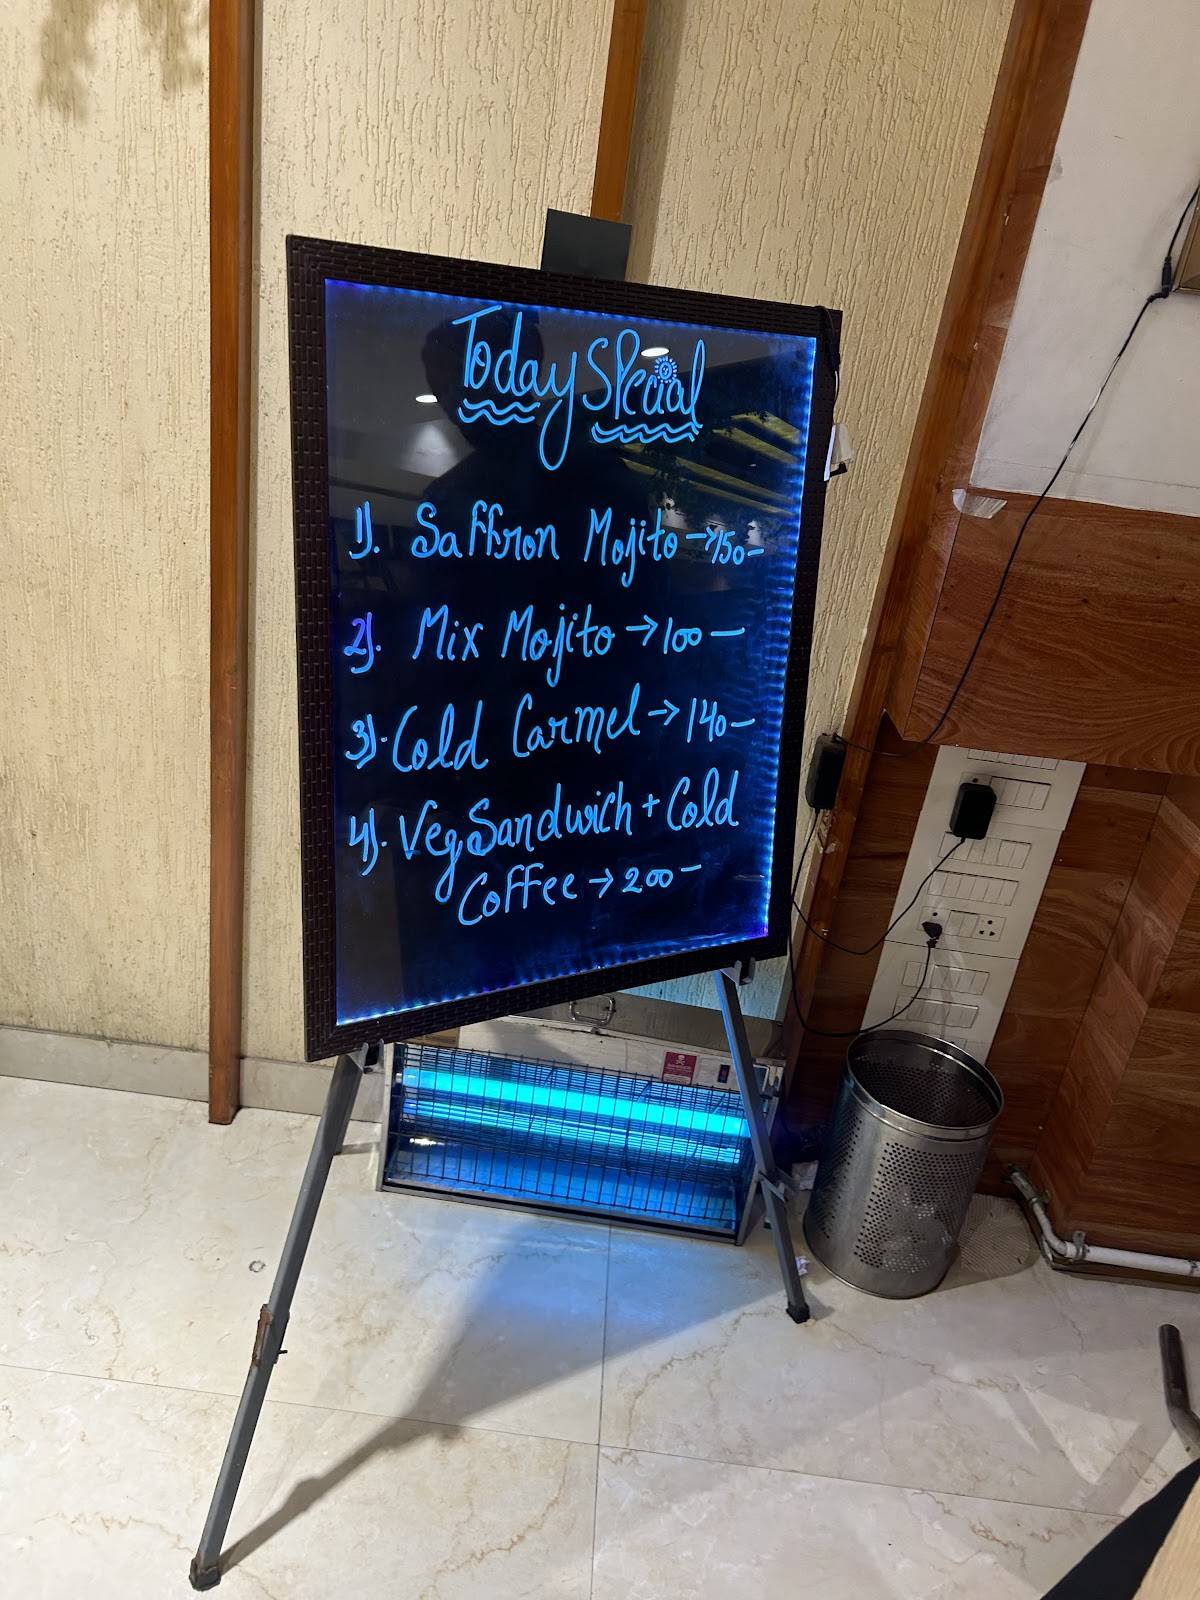 Today Special
1). Saffron Mojito → 150 —
2). Mix Mojito → 100 —
3). Cold Carmel → 140 —
4). Veg Sandwich + Cold
Coffee → 200 —